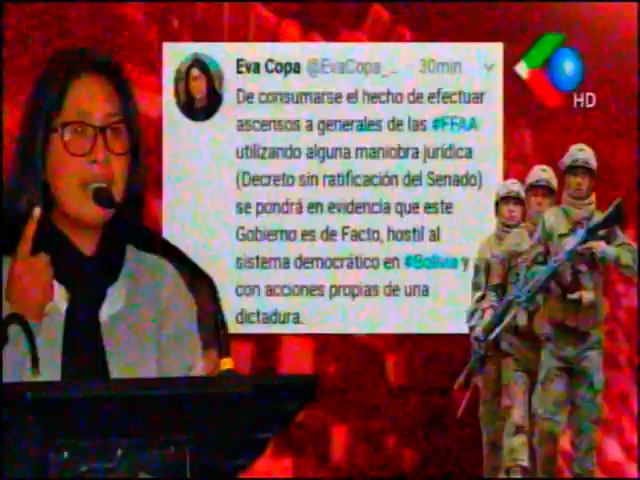 Eva Copa @EvaCopa_... · 30min
De consumarse el hecho de efectuar
ascensos a generales de las #FFAA
utilizando alguna maniobra jurídica
(Decreto sin ratificación del Senado)
se pondrá en evidencia que este
Gobierno es de Facto, hostil al
sistema democrático en #Bolivia y
con acciones propias de una
dictadura.
HD